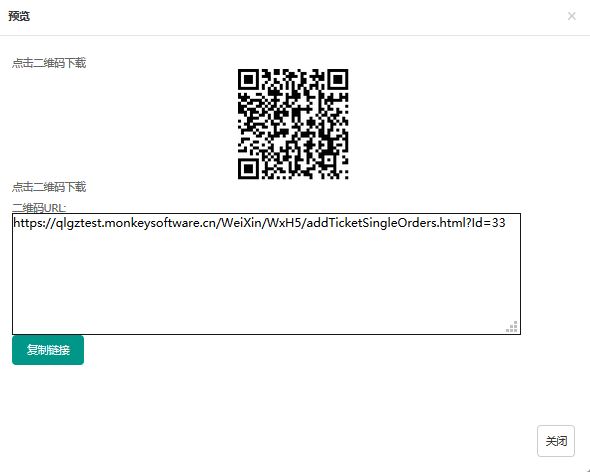 预览
点击二维码下载
点击二维码下载
二维码URL:
https://qlgztest.monkeysoftware.cn/WeiXin/WxH5/addTicketSingleOrders.html?Id=33
复制链接
关闭